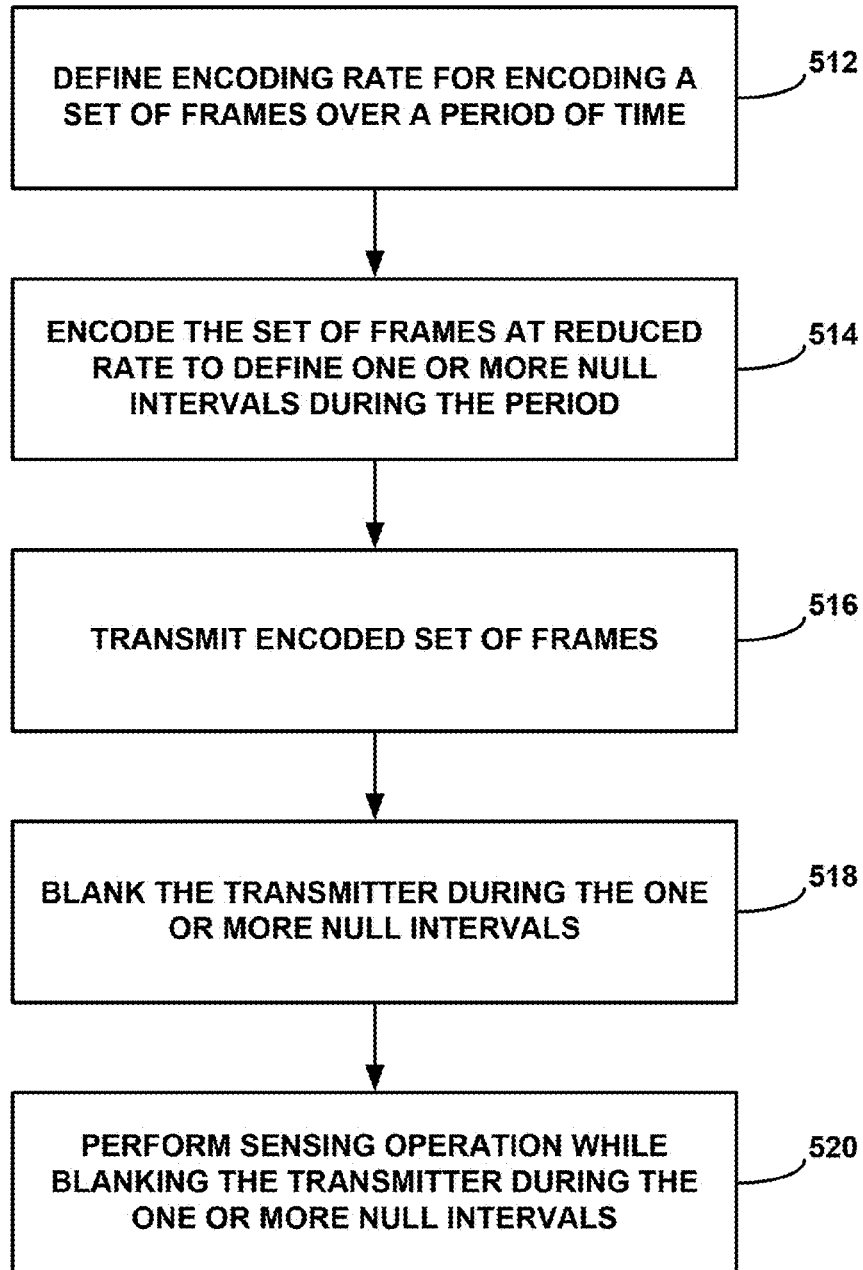 DEFINE ENCODING RATE FOR ENCODING A
SET OF FRAMES OVER A PERIOD OF TIME
512
ENCODE THE SET OF FRAMES AT REDUCED
RATE TO DEFINE ONE OR MORE NULL
INTERVALS DURING THE PERIOD
514
TRANSMIT ENCODED SET OF FRAMES
516
BLANK THE TRANSMITTER DURING THE ONE
OR MORE NULL INTERVALS
518
PERFORM SENSING OPERATION WHILE
BLANKING THE TRANSMITTER DURING THE
ONE OR MORE NULL INTERVALS
520